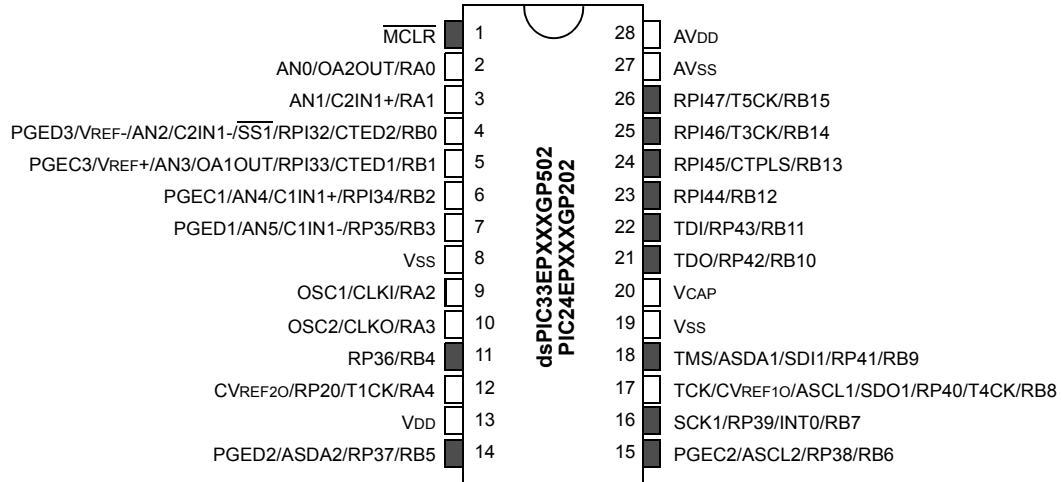 MCLR 1 28 AVDD
AN0/OA2OUT/RA0 2 27 AVSS
AN1/C2IN1+/RA1 3 26 RPI47/T5CK/RB15
PGED3/VREF-/AN2/C2IN1-/SS1/RPI32/CTED2/RB0 4 25 RPI46/T3CK/RB14
PGEC3/VREF+/AN3/OA1OUT/RPI33/CTED1/RB1 5 24 RPI45/CTPLS/RB13
PGEC1/AN4/C1IN1+/RPI34/RB2 6 23 RPI44/RB12
PGED1/AN5/C1IN1-/RP35/RB3 7 22 TDI/RP43/RB11
VSS 8 21 TDO/RP42/RB10
OSC1/CLKI/RA2 9 20 VCAP
OSC2/CLKO/RA3 10 19 VSS
RP36/RB4 11 18 TMS/ASDA1/SDI1/RP41/RB9
CVREF2O/RP20/T1CK/RA4 12 17 TCK/CVREF1O/ASCL1/SDO1/RP40/T4CK/RB8
VDD 13 16 SCK1/RP39/INT0/RB7
PGED2/ASDA2/RP37/RB5 14 15 PGEC2/ASCL2/RP38/RB6
dsPIC33EPXXXGP502
PIC24EPXXXGP202